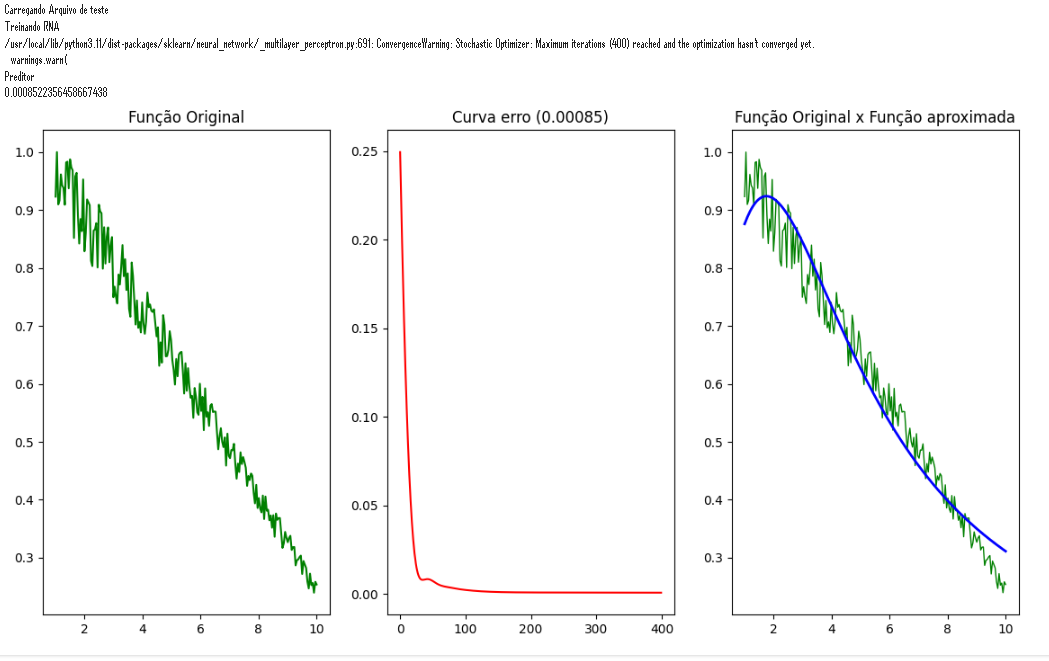 Carregando Arquivo de teste
Treinando RNA
/usr/local/lib/python3.11/dist-packages/sklearn/neural_network/_multilayer_perceptron.py:691: ConvergenceWarning: Stochastic Optimizer: Maximum iterations (400) reached and the optimization hasn't converged yet.
warnings.warn(
Preditor
0.0008522356458667438
Função Original
Curva erro (0.00085)
Função Original x Função aproximada
1.0
0.9
0.8
0.7
0.6
0.5
0.4
0.3
2 4 6 8 10
0.25
0.20
0.15
0.10
0.05
0.00
0 100 200 300 400
1.0
0.9
0.8
0.7
0.6
0.5
0.4
0.3
2 4 6 8 10